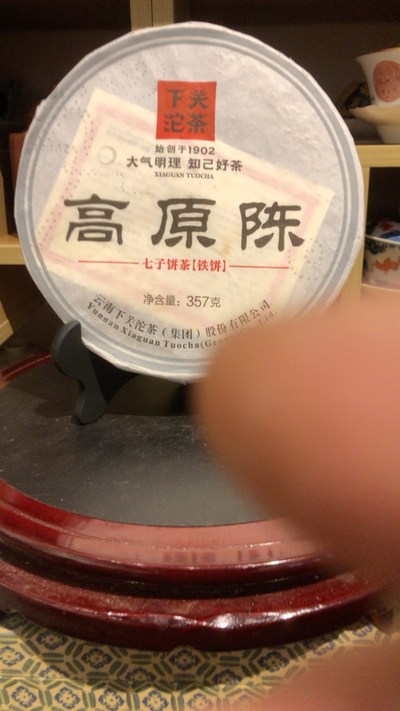 下关
沱茶
始创于1902
大气明理 知己好茶
XIAGUAN TUOCHA
高原陈
七子饼茶【铁饼】
净含量：357克
云南下关沱茶（集团）股份有限公司
Yunnan Xiaguan Tuocha(